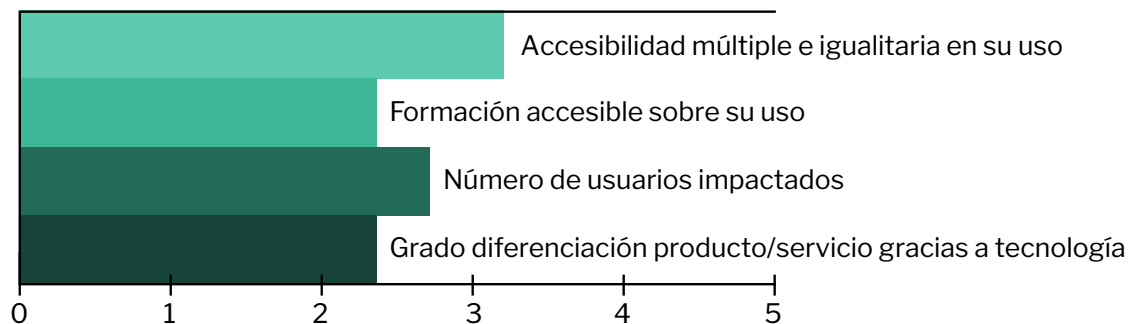 Accesibilidad múltiple e igualitaria en su uso
Formación accesible sobre su uso
Número de usuarios impactados
Grado diferenciación producto/servicio gracias a tecnología
0 1 2 3 4 5